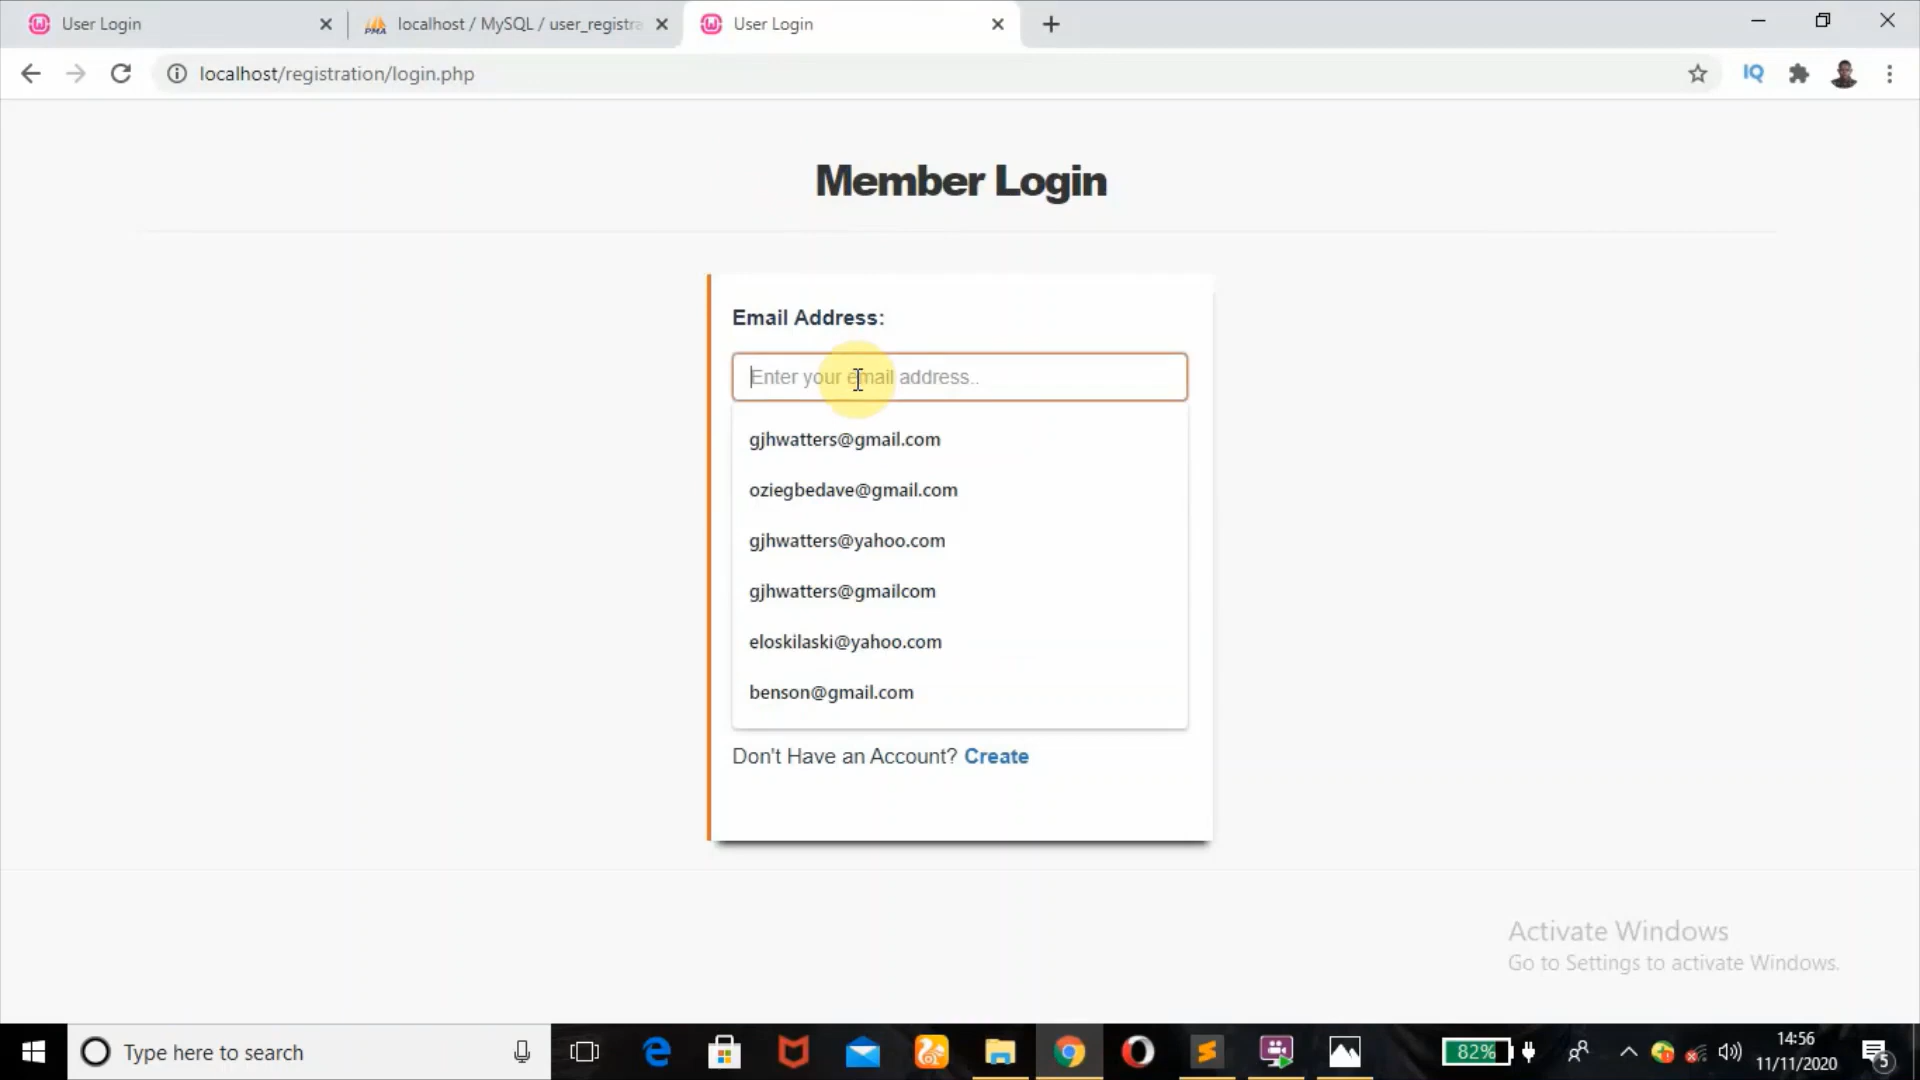 User Login
localhost / MySQL / user_registra
User Login
localhost/registration/login.php
IQ
Member Login
Email Address:
Enter your email address..
gjhwatters@gmail.com
oziegbedave@gmail.com
gjhwatters@yahoo.com
gjhwatters@gmailcom
eloskilaski@yahoo.com
benson@gmail.com
Don't Have an Account? Create
Activate Windows
Go to Settings to activate Windows.
Type here to search
82%
14:56
11/11/2020
5